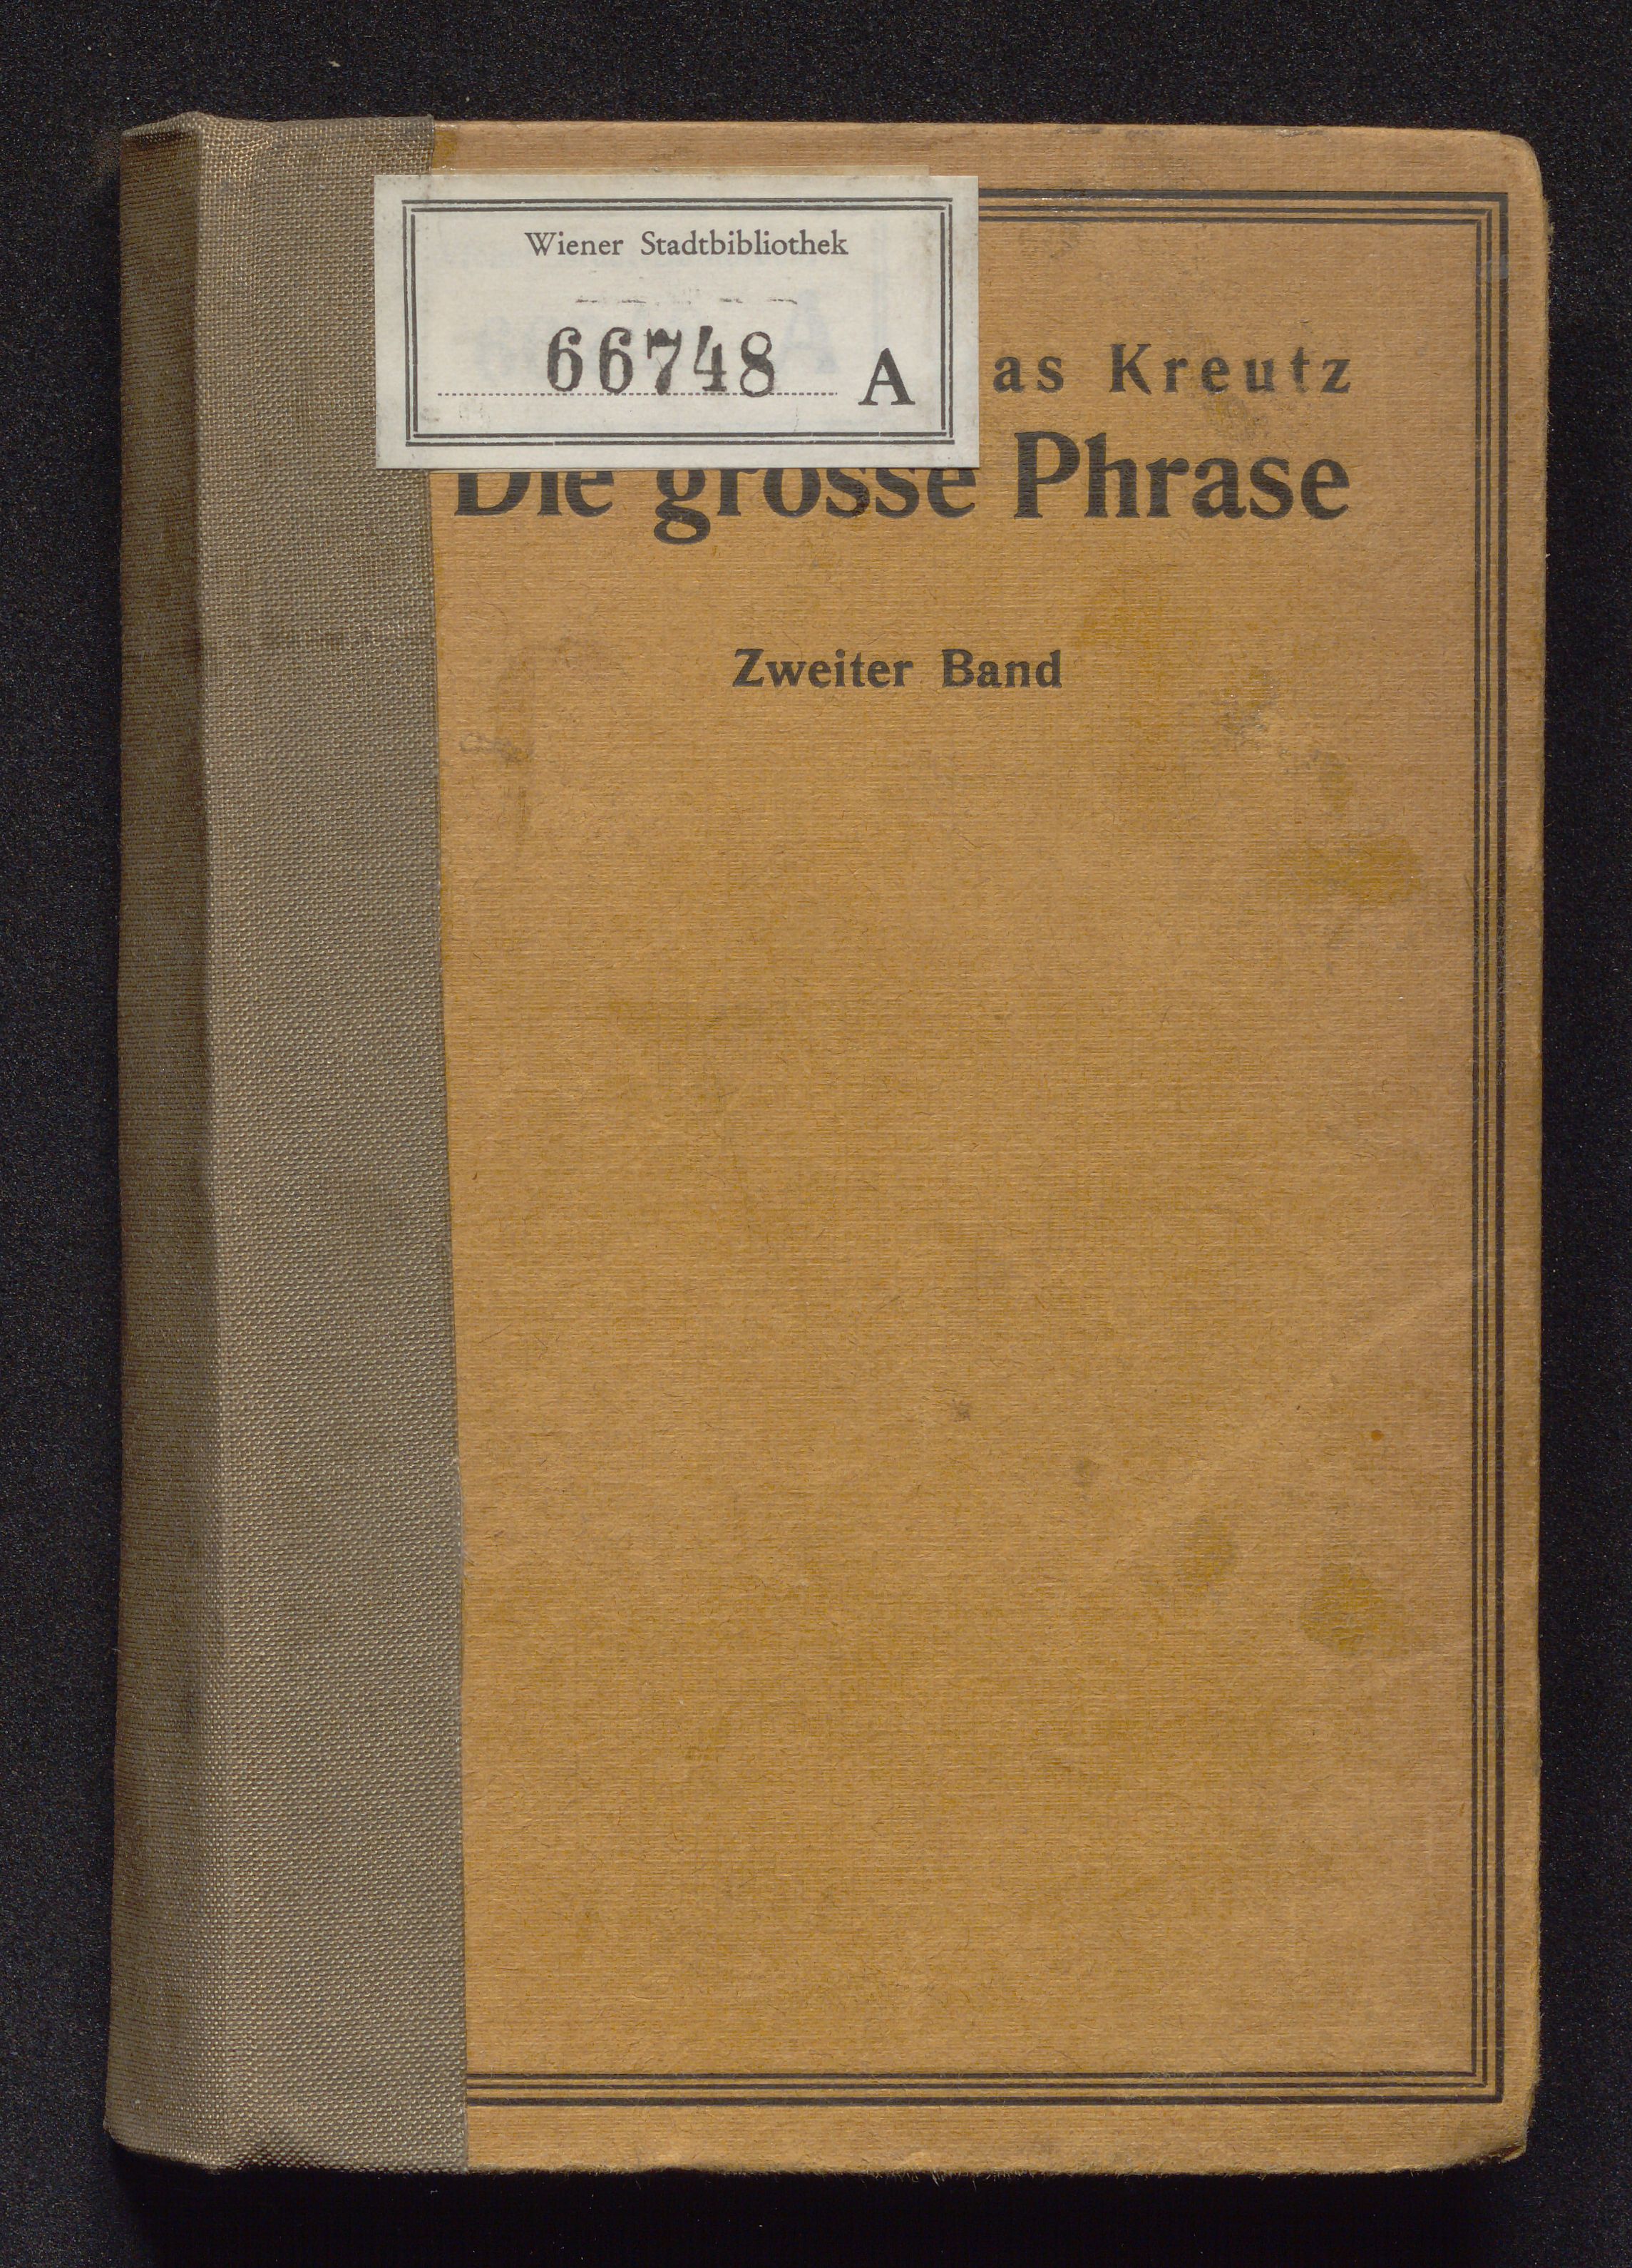 Wiener Stadtbibliothek
66748 A
as Kreutz
Die grosse Phrase
Zweiter Band